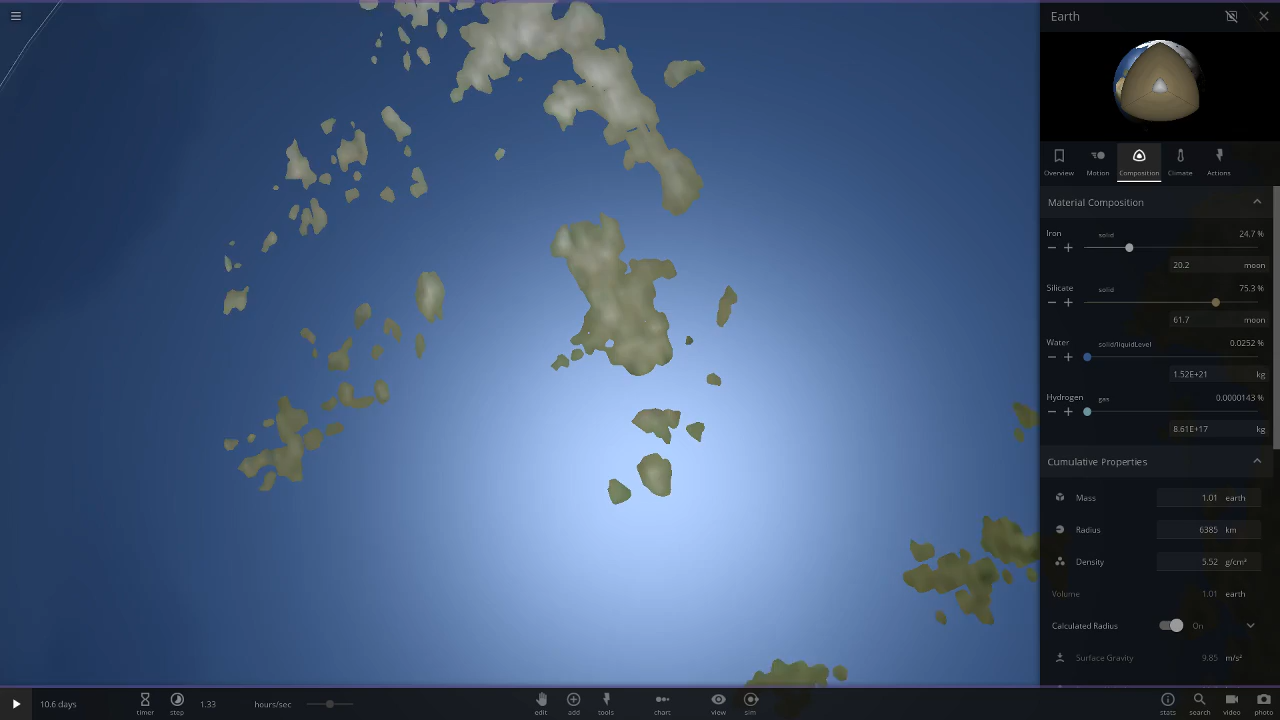 Earth
Overview Motion Composition Climate Actions
Material Composition
Iron solid 24.7 %
20.2 moon
Silicate solid 75.3 %
61.7 moon
Water solid/liquidLevel 0.0252 %
1.52E+21 kg
Hydrogen gas 0.0000143 %
8.61E+17 kg
Cumulative Properties
Mass 1.01 earth
Radius 6385 km
Density 5.52 g/cm³
Volume 1.01 earth
Calculated Radius On
Surface Gravity 9.85 m/s²
10.6 days timer step 1.33 hours/sec edit add tools chart view sim stats search video photo